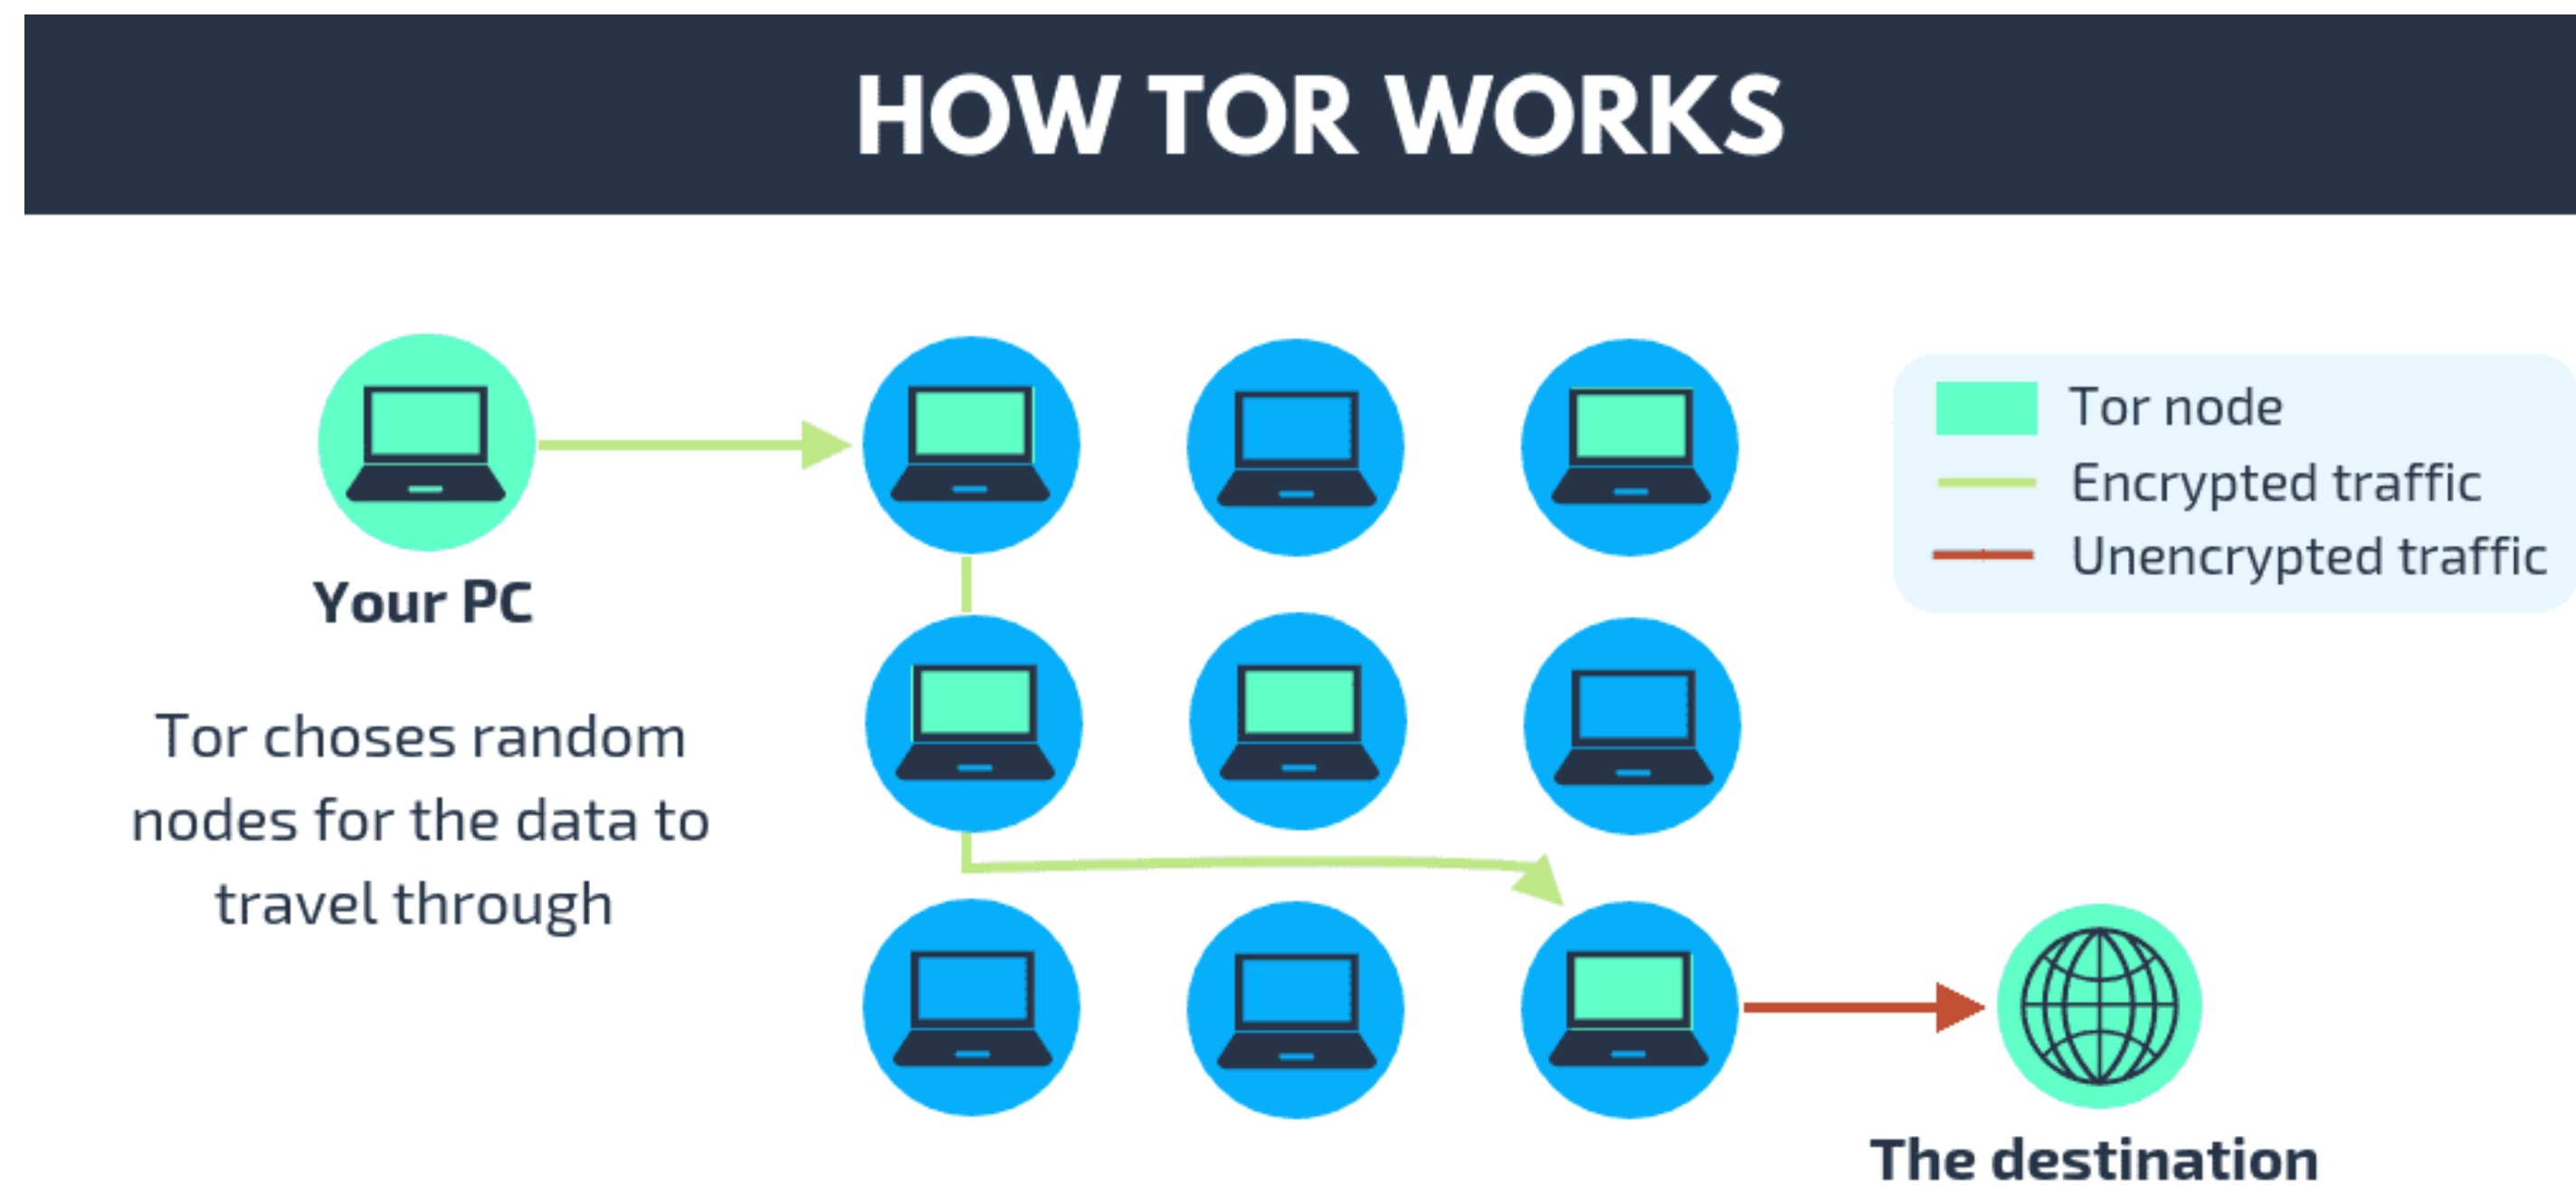 HOW TOR WORKS
Tor node
Encrypted traffic
Unencrypted traffic
Your PC
Tor choses random
nodes for the data to
travel through
The destination